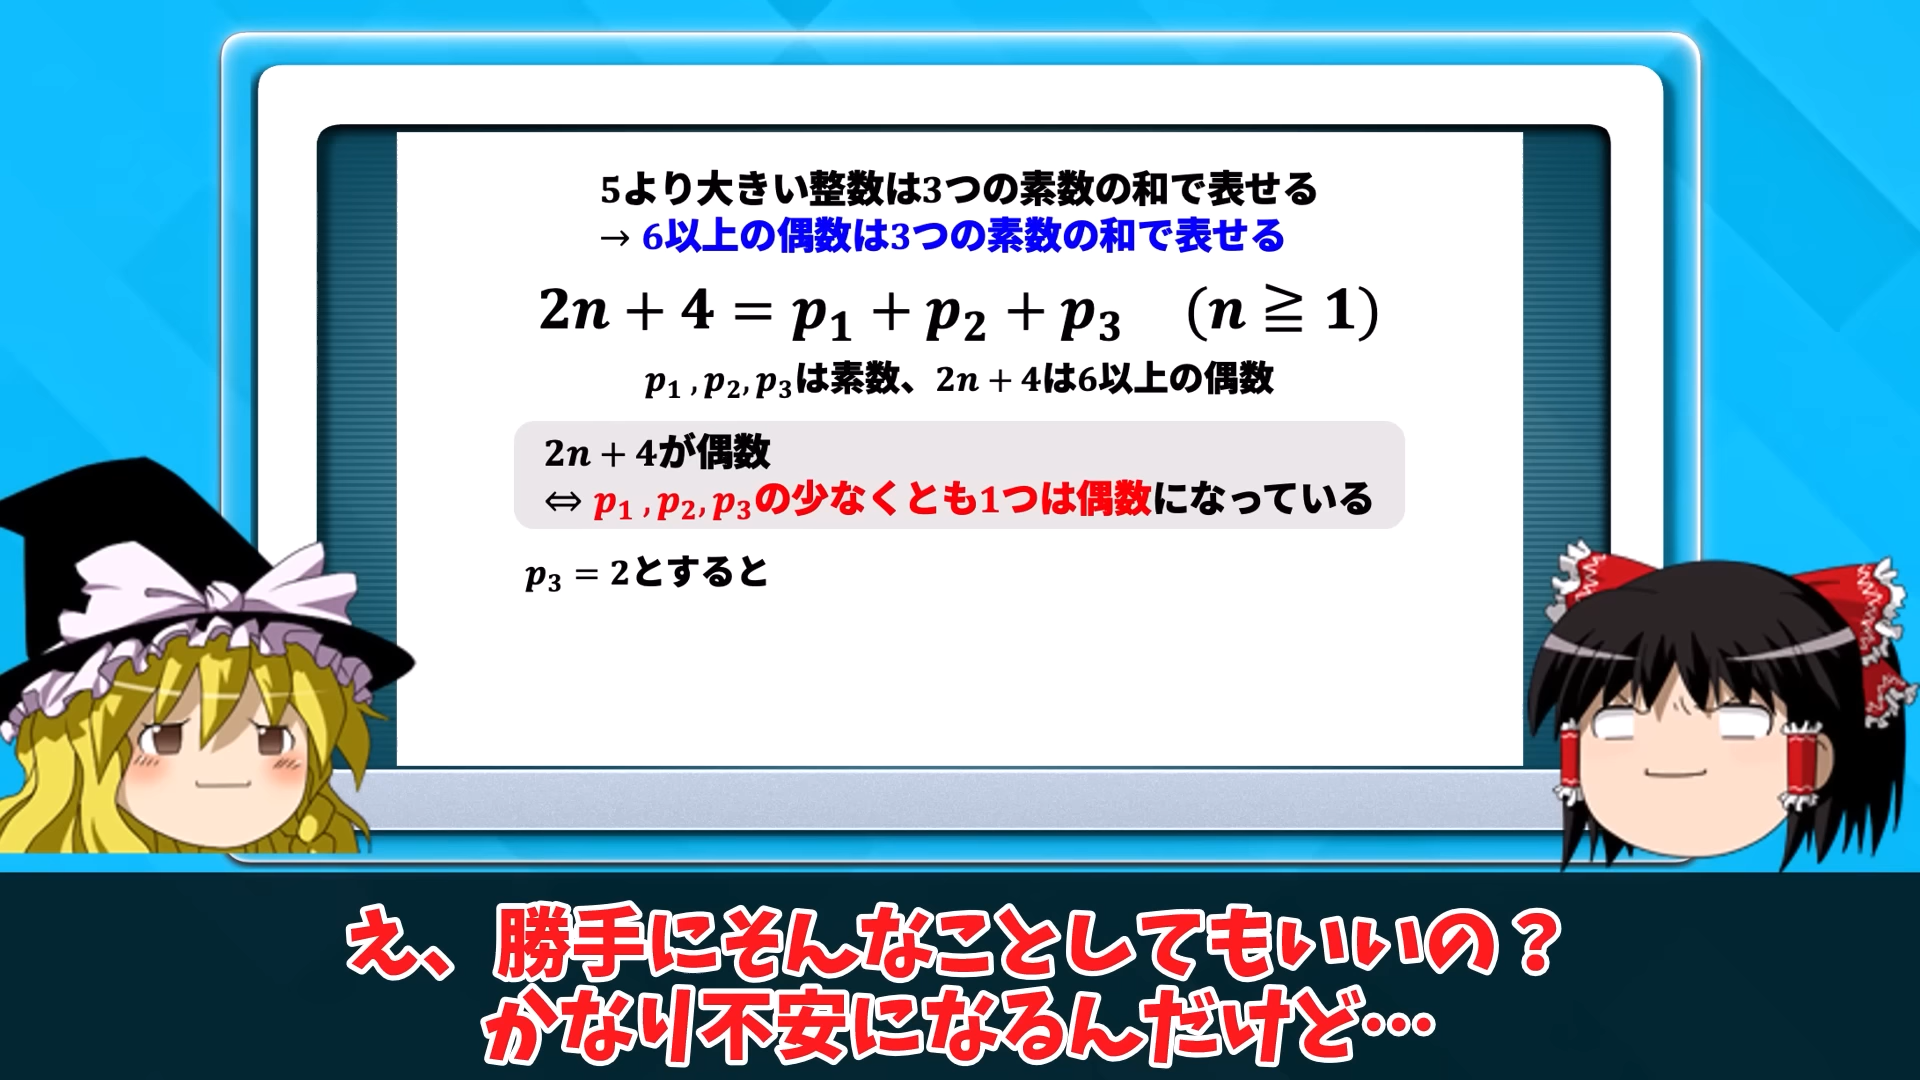 5より大きい整数は3つの素数の和で表せる
→ 6以上の偶数は3つの素数の和で表せる
2n + 4 = p₁ + p₂ + p₃ (n ≧ 1)
p₁ , p₂, p₃は素数、2n + 4は6以上の偶数
2n + 4が偶数
⇔ p₁ , p₂, p₃の少なくとも1つは偶数になっている
p₃ = 2とすると
え、勝手にそんなことしてもいいの？
かなり不安になるんだけど…